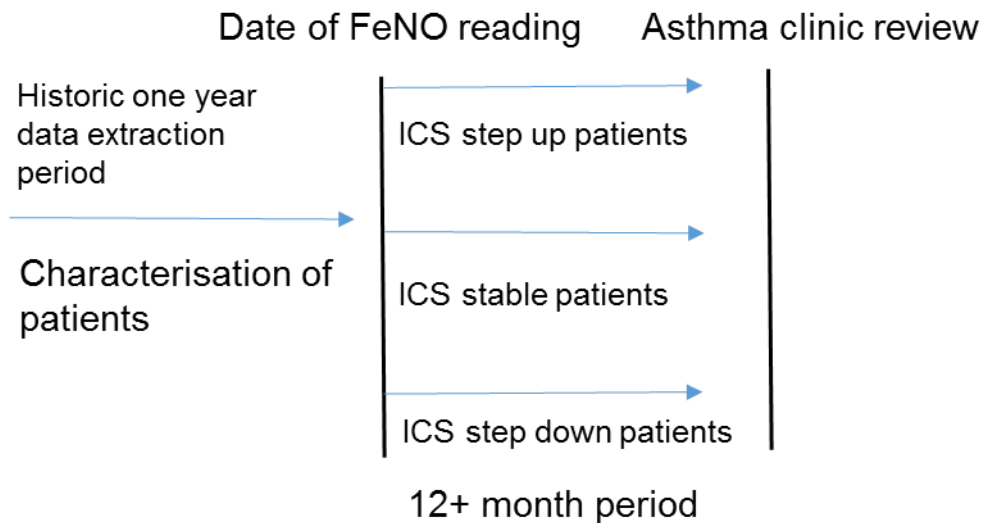 Date of FeNO reading
Asthma clinic review
Historic one year
data extraction
period
Characterisation of
patients
ICS step up patients
ICS stable patients
ICS step down patients
12+ month period